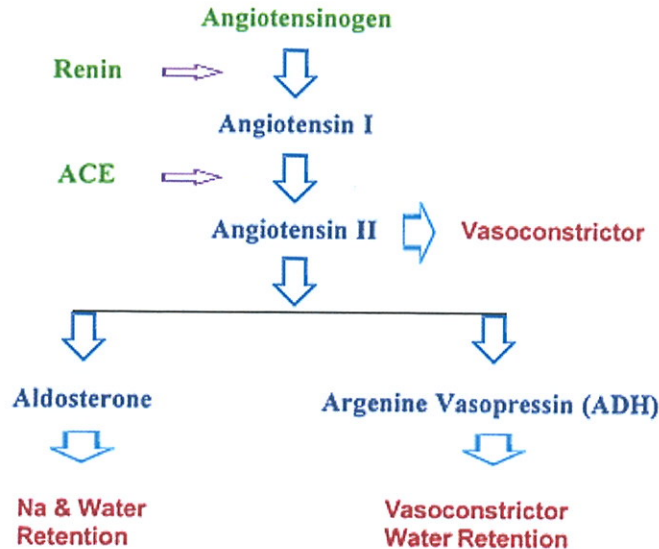 Angiotensinogen
Renin
Angiotensin I
ACE
Angiotensin II
Vasoconstrictor
Aldosterone
Argenine Vasopressin (ADH)
Na & Water
Retention
Vasoconstrictor
Water Retention